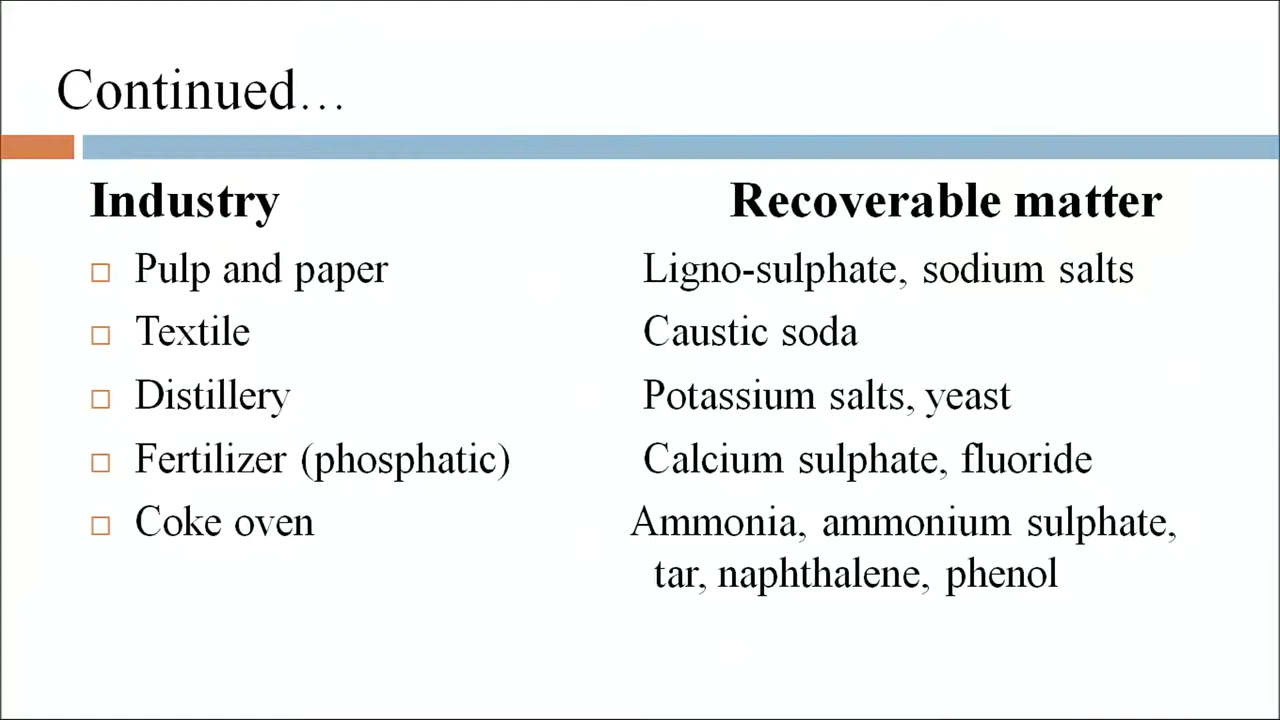 Continued...
Industry Recoverable matter
Pulp and paper Ligno-sulphate, sodium salts
Textile Caustic soda
Distillery Potassium salts, yeast
Fertilizer (phosphatic) Calcium sulphate, fluoride
Coke oven Ammonia, ammonium sulphate,
tar, naphthalene, phenol